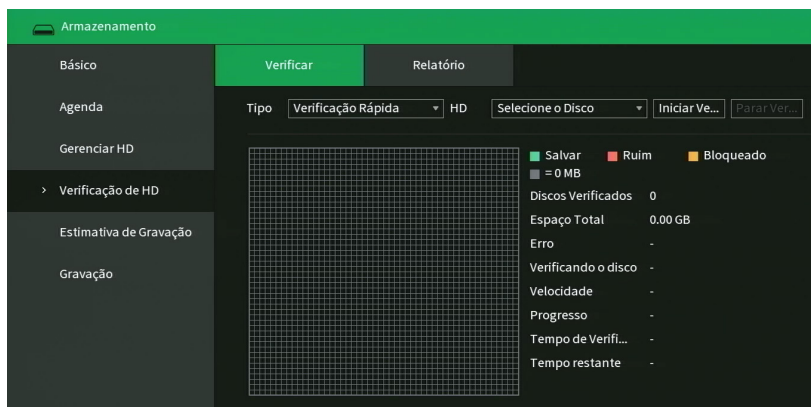 Armazenamento
Básico
Verificar
Relatório
Agenda
Tipo
Verificação Rápida
HD
Selecione o Disco
Iniciar Ve...
Parar Ver...
Gerenciar HD
Salvar
Ruim
Bloqueado
= 0 MB
Verificação de HD
Discos Verificados 0
Espaço Total 0.00 GB
Estimativa de Gravação
Erro -
Verificando o disco -
Gravação
Velocidade -
Progresso -
Tempo de Verifi... -
Tempo restante -